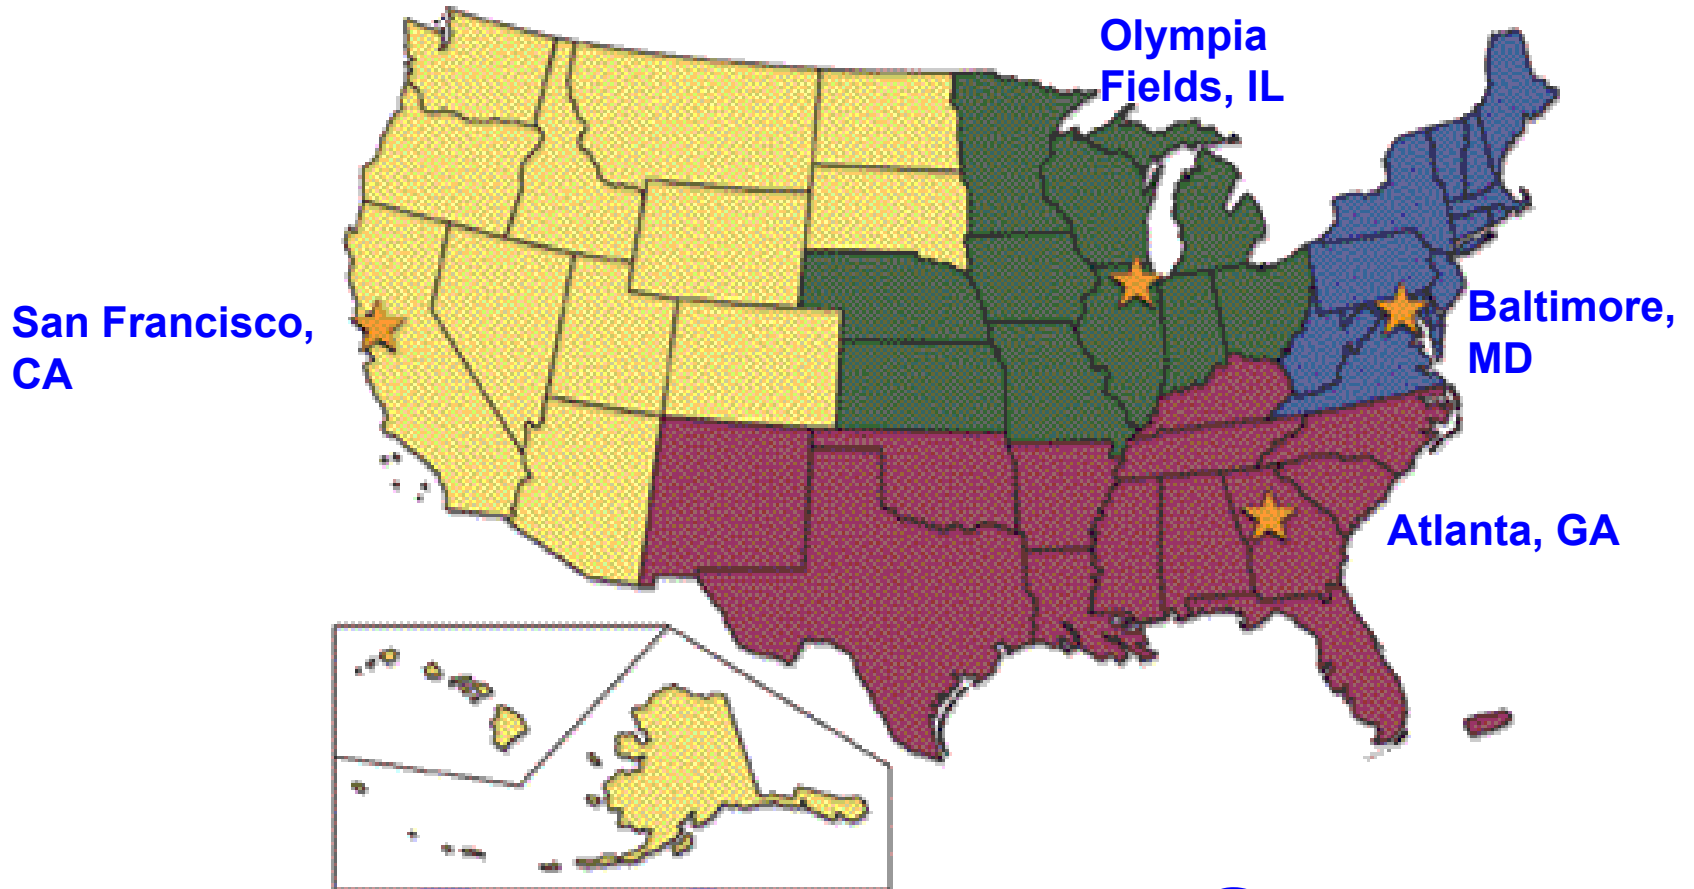 Olympia
Fields, IL
San Francisco,
CA
Baltimore,
MD
Atlanta, GA